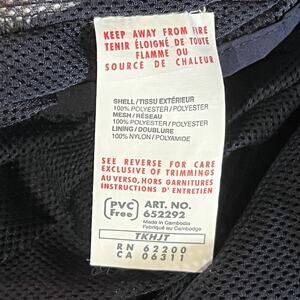 KEEP AWAY FROM FIRE
TENIR ÉLOIGNÉ DE TOUTE
FLAMME OU
SOURCE DE CHALEUR
SHELL/TISSU EXTÉRIEUR
100% POLYESTER/POLYESTER
MESH/RÉSEAU
100% POLYESTER/POLYESTER
LINING/DOUBLURE
100% NYLON/POLYAMIDE
SEE REVERSE FOR CARE
EXCLUSIVE OF TRIMMINGS
AU VERSO, HORS GARNITURES
INSTRUCTIONS D' ENTRETIEN
PVC Free
ART. NO.
652292
Made in Cambodia
Fabriqué au Cambodge
TKHJT
RN 62200
CA 06311